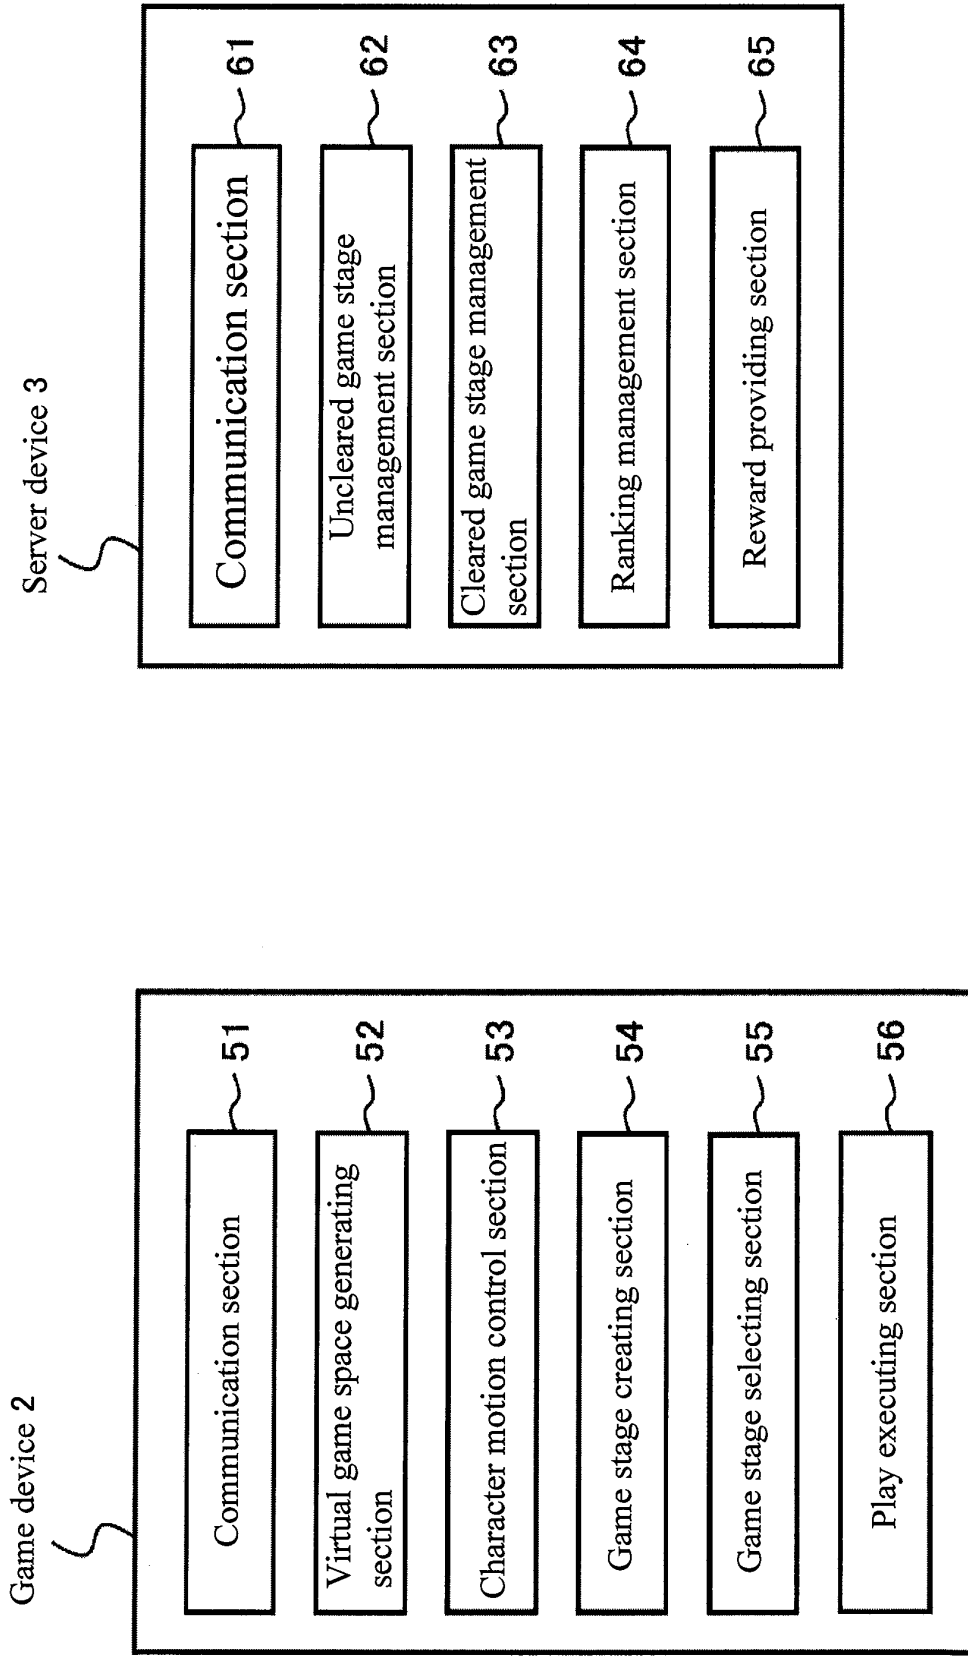 Game device 2
Communication section
51
Virtual game space generating
section
52
Character motion control section
53
Game stage creating section
54
Game stage selecting section
55
Play executing section
56
Server device 3
Communication section
61
Uncleared game stage
management section
62
Cleared game stage management
section
63
Ranking management section
64
Reward providing section
65